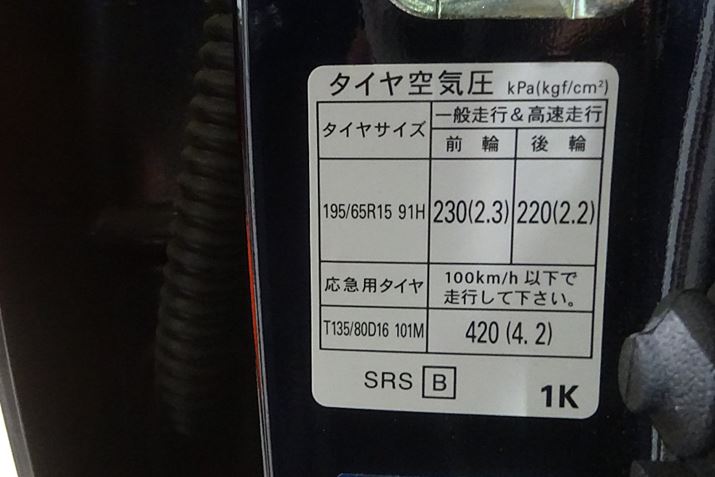 タイヤ空気圧 kPa(kgf/cm²)
タイヤサイズ 一般走行&高速走行
前輪 後輪
195/65R15 91H 230(2.3) 220(2.2)
応急用タイヤ 100km/h 以下で
走行して下さい。
T135/80D16 101M 420 (4.2)
SRS B 1K